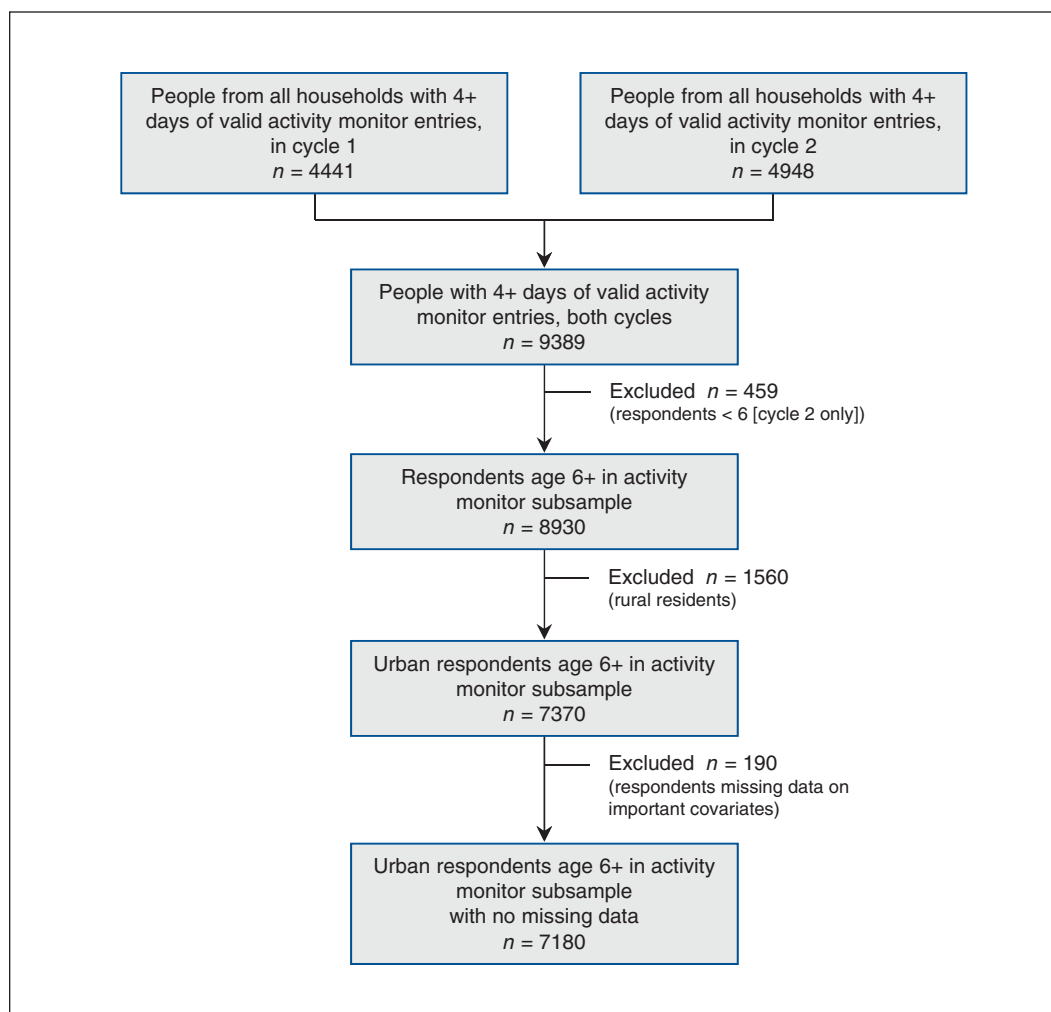 People from all households with 4+
days of valid activity monitor entries,
in cycle 1
n = 4441
People from all households with 4+
days of valid activity monitor entries,
in cycle 2
n = 4948
People with 4+ days of valid activity
monitor entries, both cycles
n = 9389
Excluded n = 459
(respondents < 6 [cycle 2 only])
Respondents age 6+ in activity
monitor subsample
n = 8930
Excluded n = 1560
(rural residents)
Urban respondents age 6+ in activity
monitor subsample
n = 7370
Excluded n = 190
(respondents missing data on
important covariates)
Urban respondents age 6+ in activity
monitor subsample
with no missing data
n = 7180